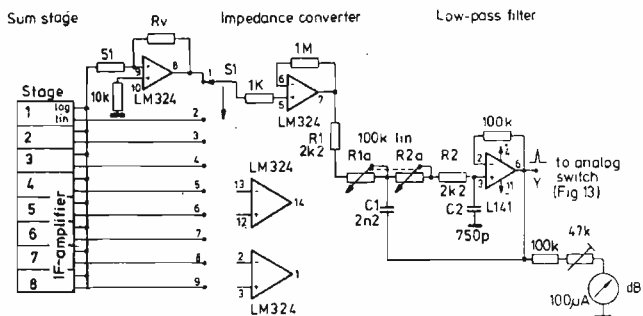 Sum stage
Impedance converter
Low-pass filter
Rv
S1
9
10
8
LM324
10k
1
S1
1K
1M
6
5
7
LM324
R1
2k2
100k lin
R1a
R2a
R2
2k2
C1
2n2
C2
750p
100k
2
3
4
11
6
L141
Y
to analog
switch
(Fig 13)
100k
47k
100µA
dB
Stage
log
lin
1
2
3
4
5
6
7
8
IF-amplifier
2
3
4
5
6
7
8
9
LM324
13
12
14
2
3
1
LM324